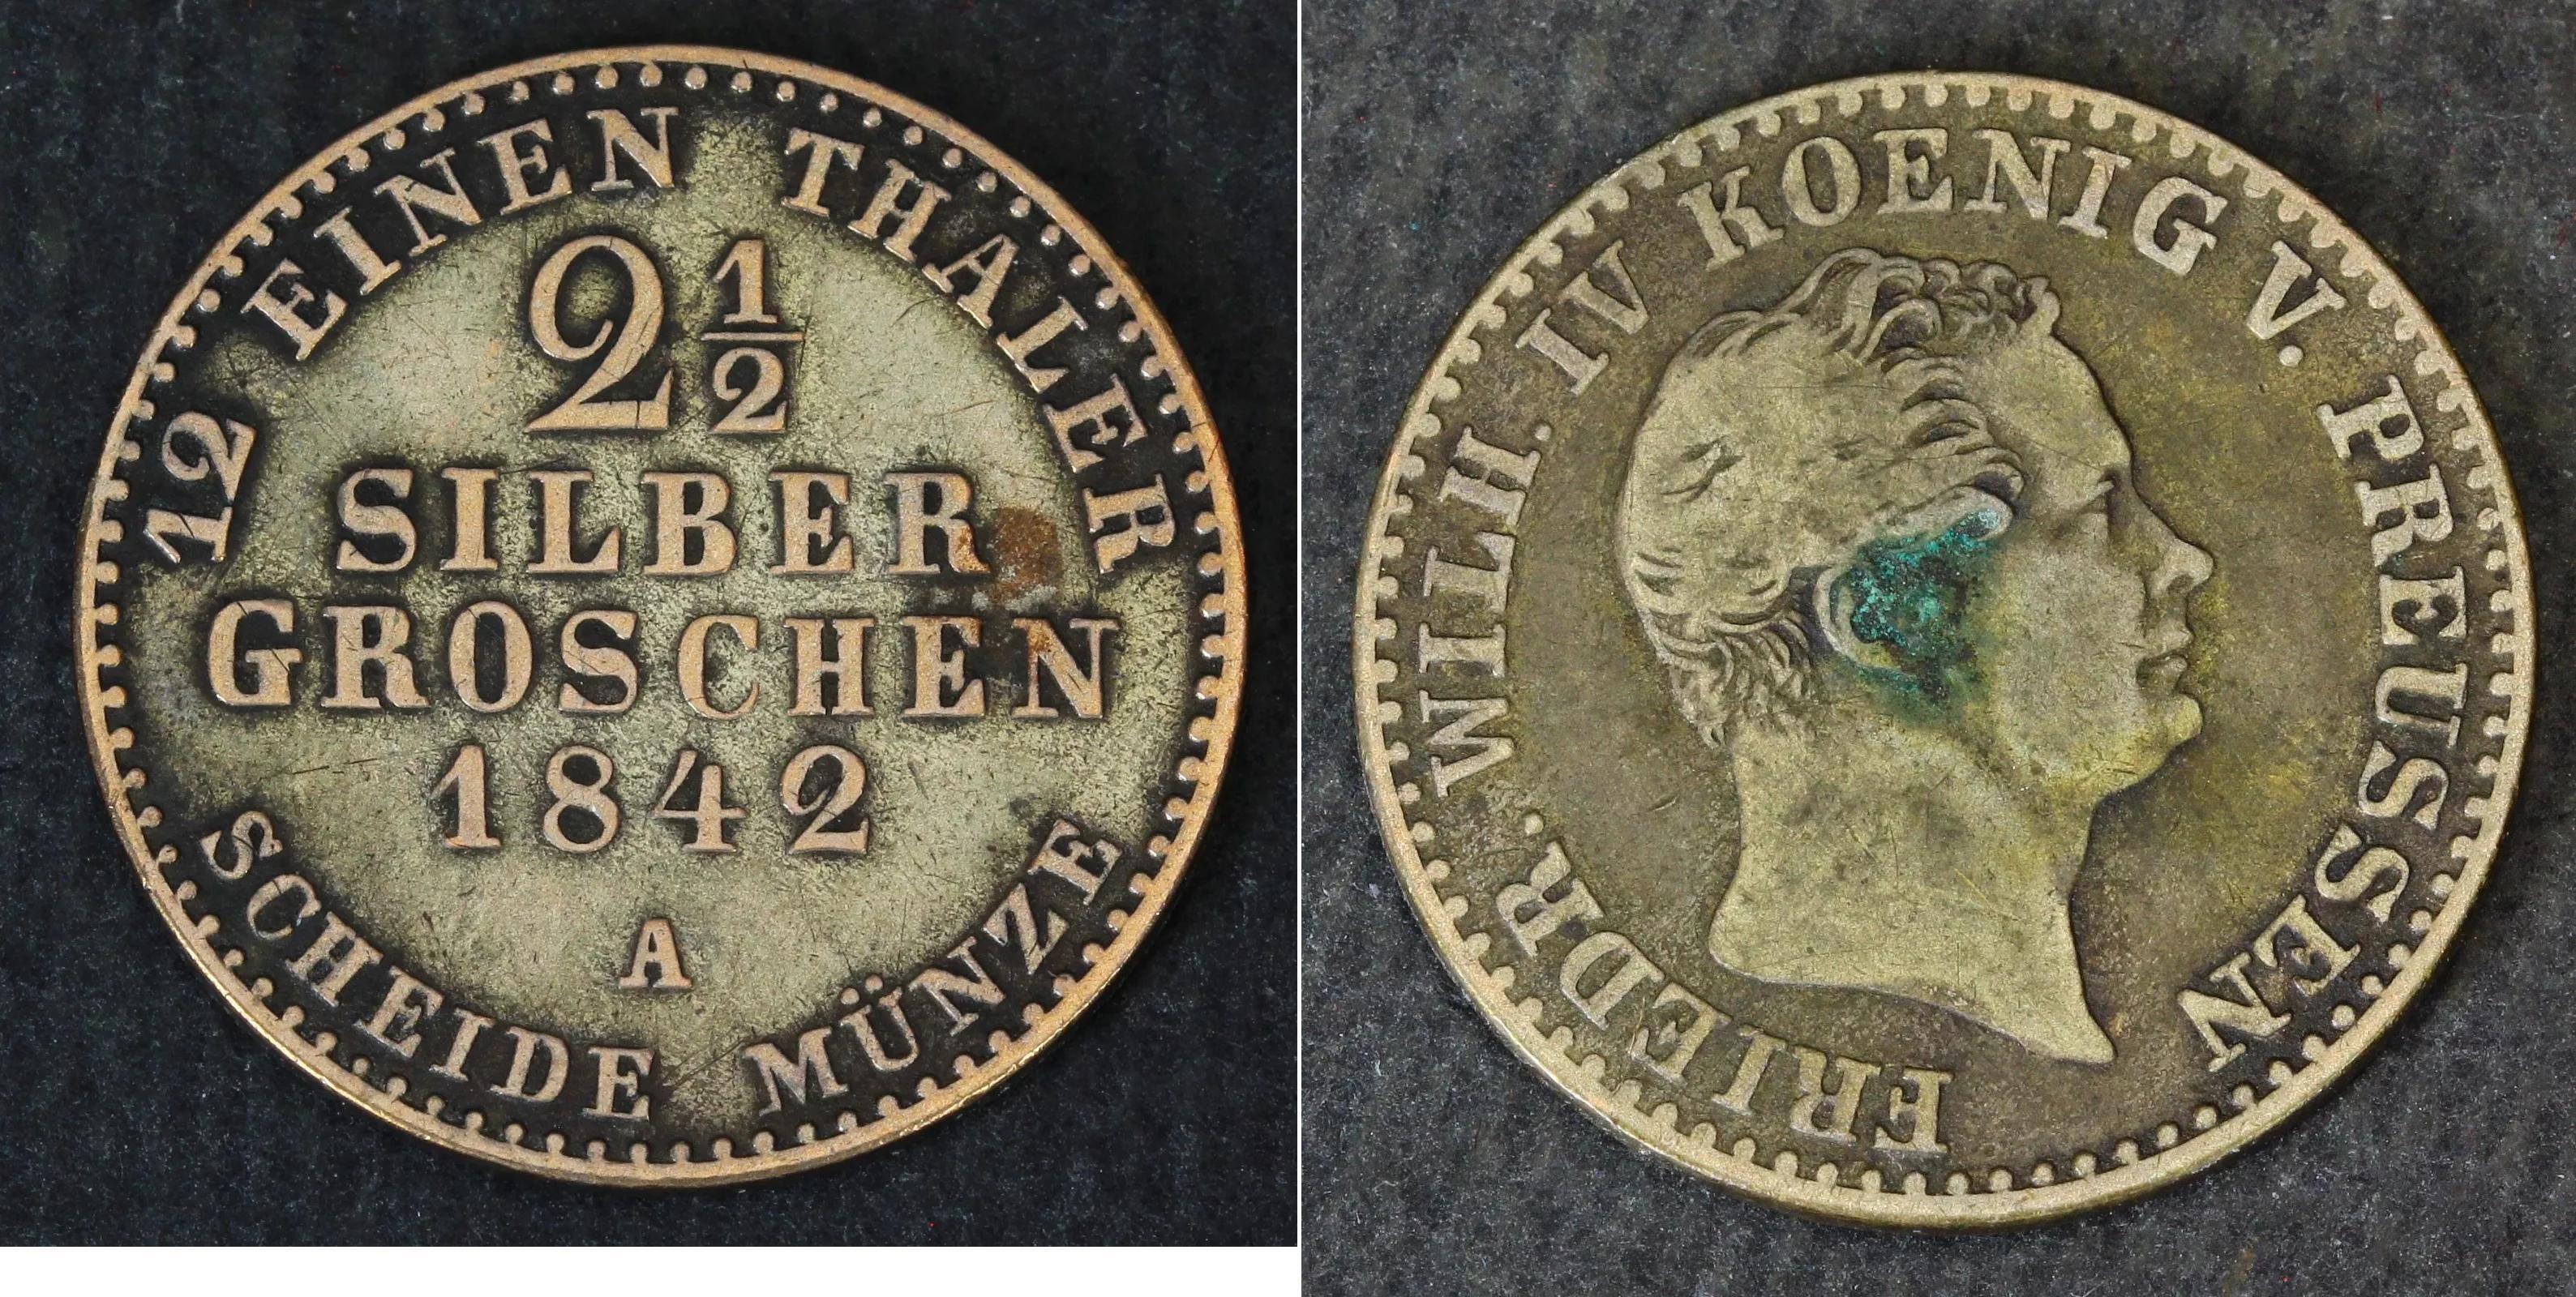 12 EINEN THALER
2 1/2
SILBER
GROSCHEN
1842
A
SCHEIDE MÜNZE
FRIEDR. WILH. IV KOENIG V. PREUSSEN